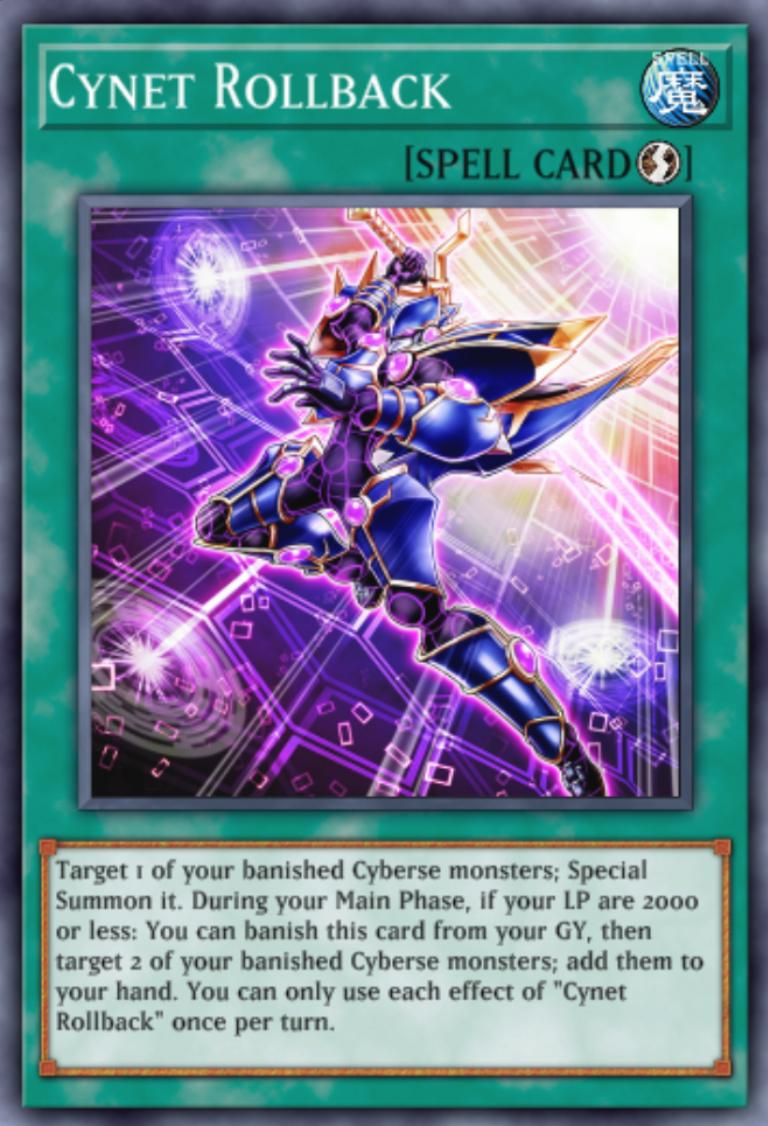 Cynet Rollback
SPELL
魔
[SPELL CARD]
Target 1 of your banished Cyberse monsters; Special
Summon it. During your Main Phase, if your LP are 2000
or less: You can banish this card from your GY, then
target 2 of your banished Cyberse monsters; add them to
your hand. You can only use each effect of "Cynet
Rollback" once per turn.